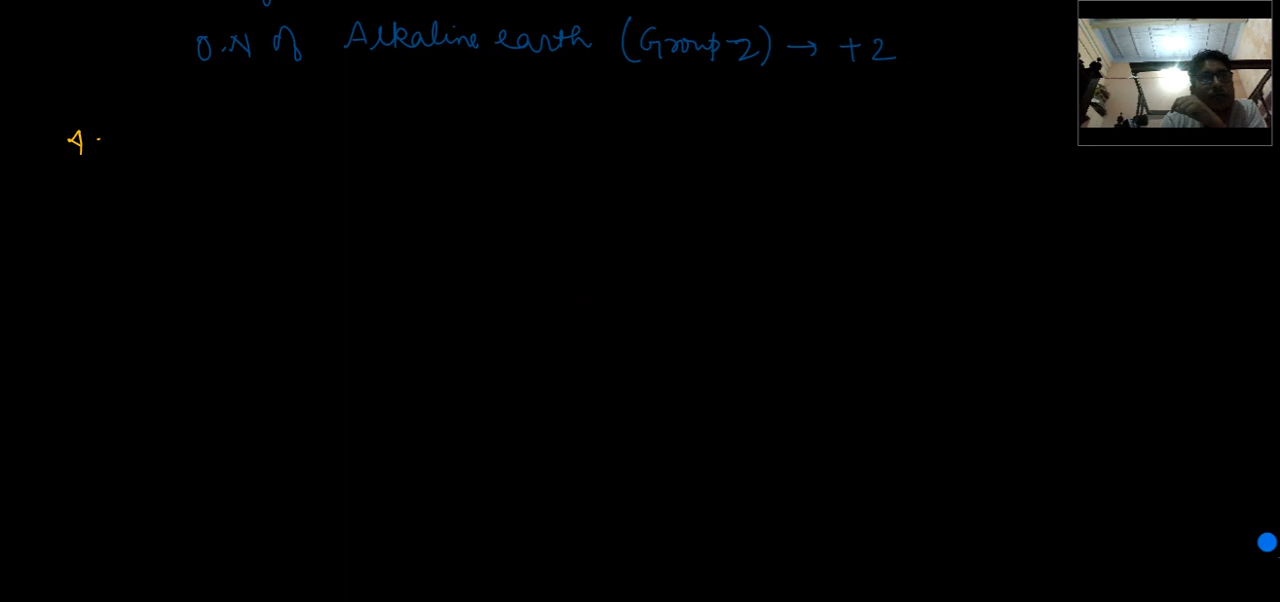 O.N of Alkaline earth (Group-2) → +2
4.